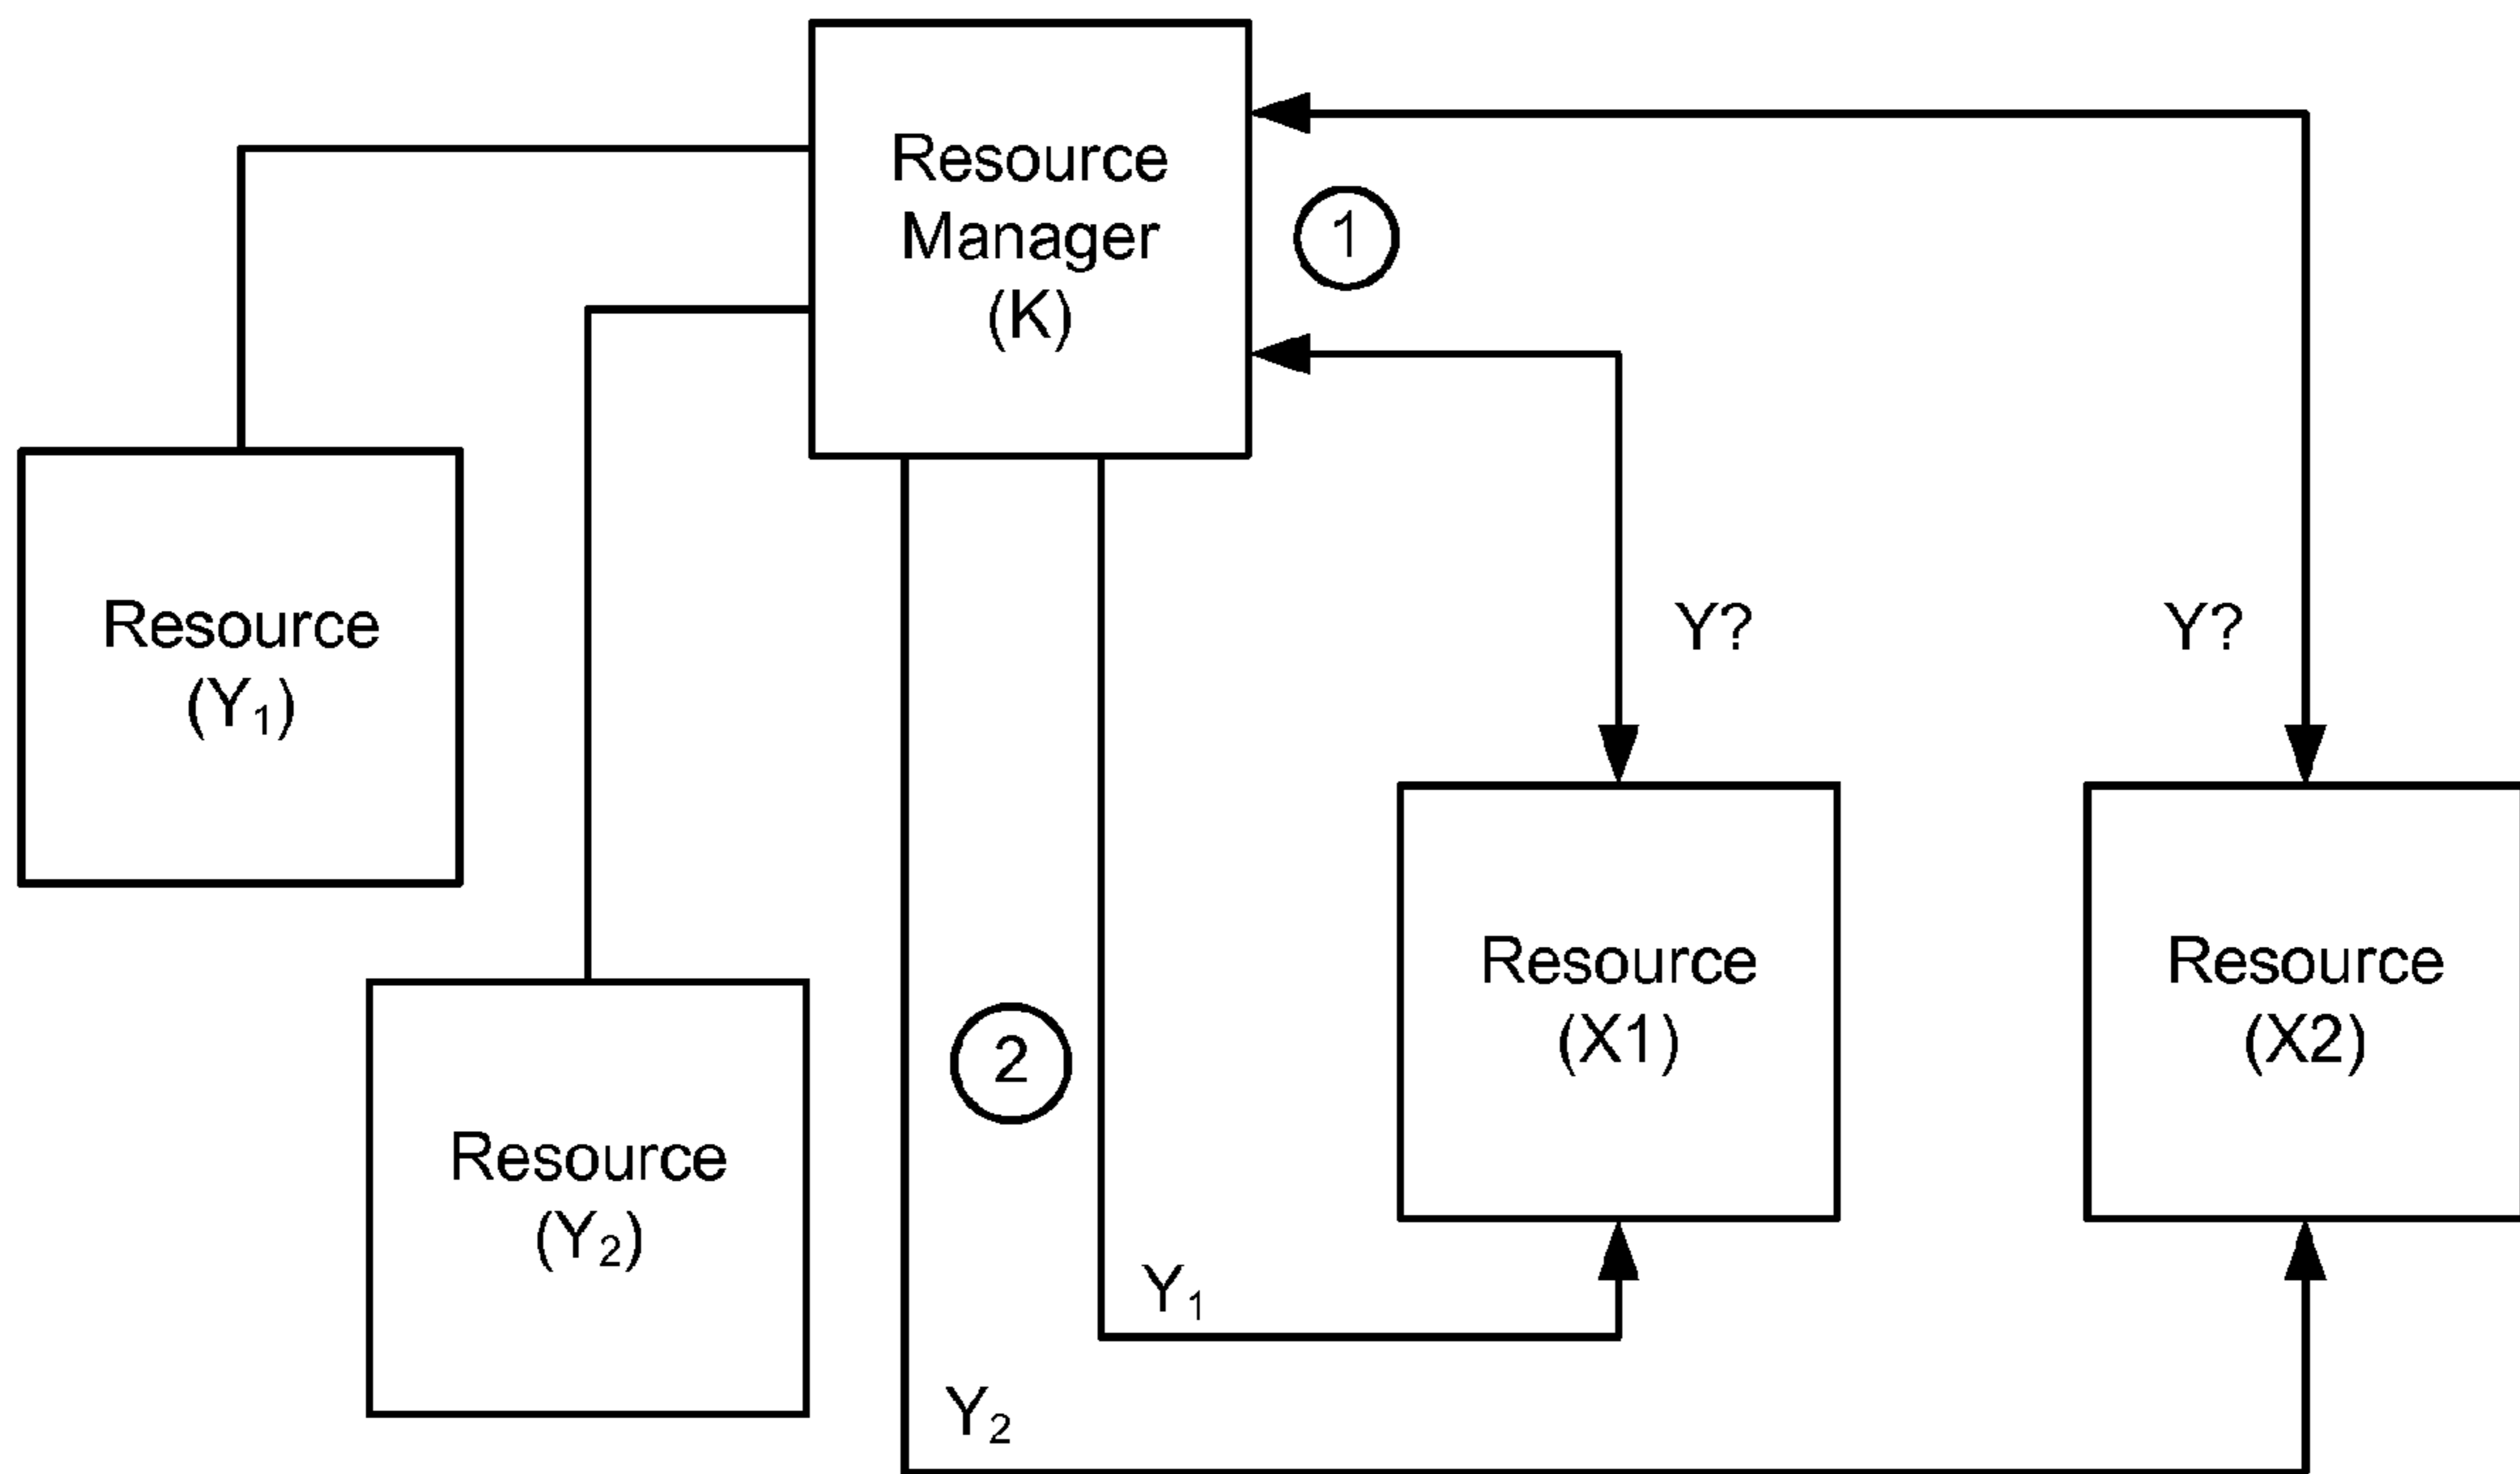 Resource
Manager
(K)
1
Resource
(Y₁)
Y?
Y?
Resource
(X1)
Resource
(X2)
2
Resource
(Y₂)
Y₁
Y₂